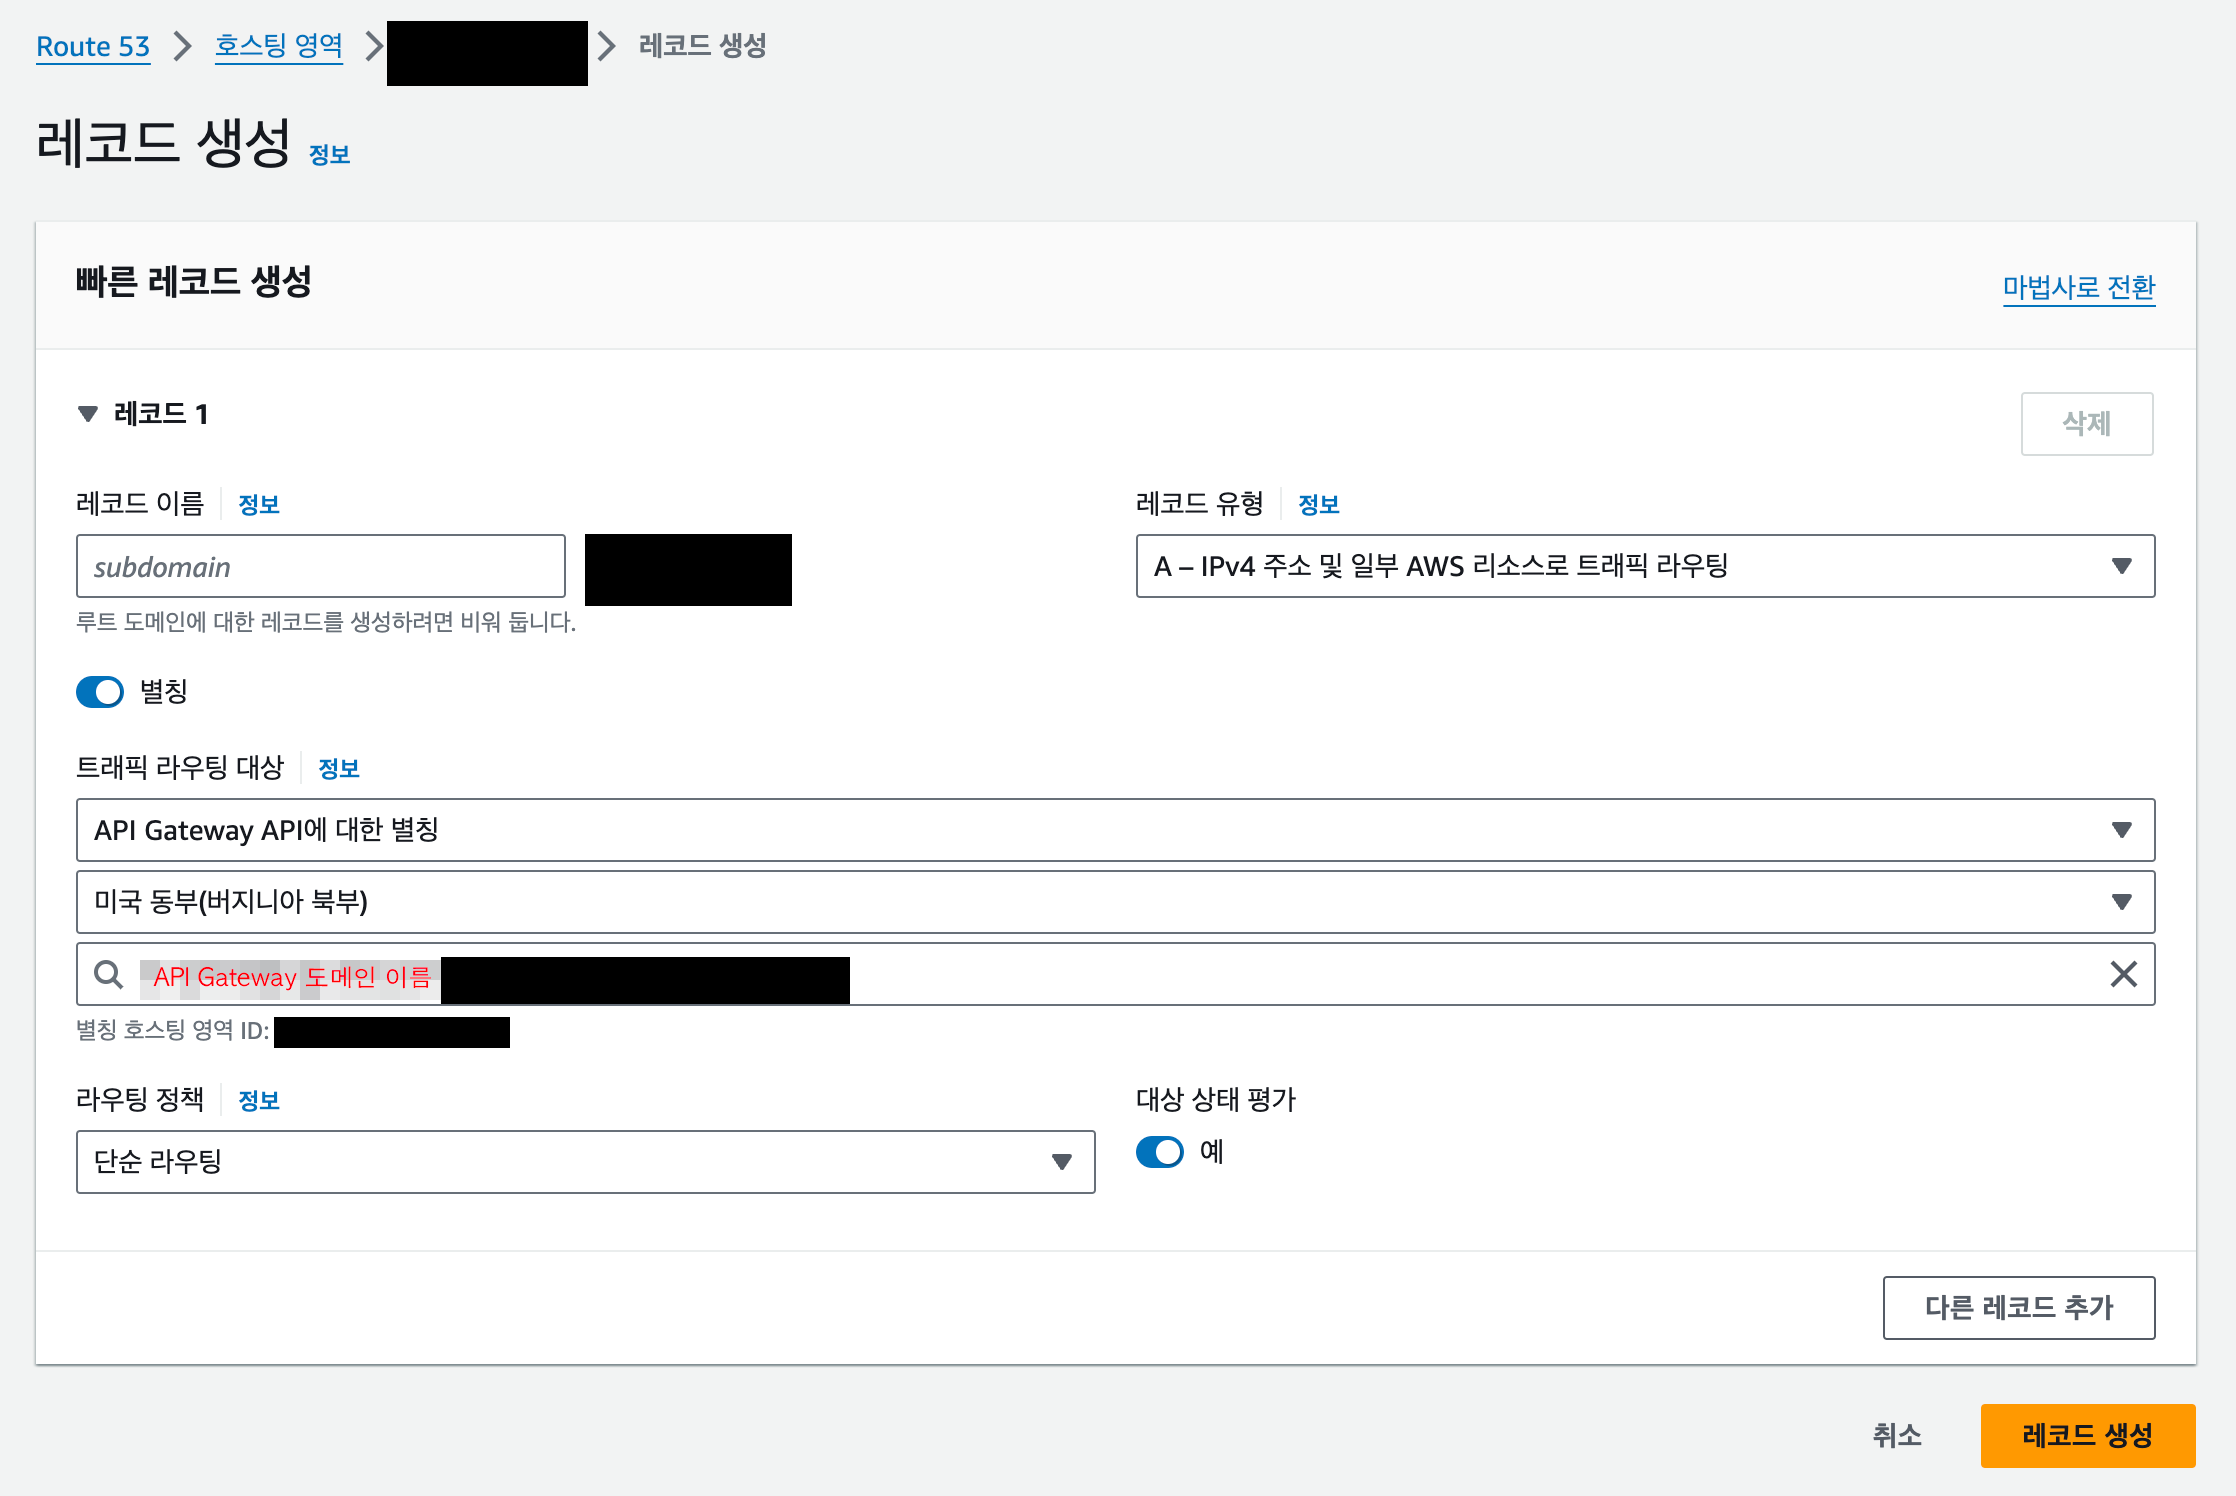 Route 53 > 호스팅 영역 > > 레코드 생성
레코드 생성 정보
빠른 레코드 생성
마법사로 전환
▼ 레코드 1
삭제
레코드 이름 정보
subdomain
루트 도메인에 대한 레코드를 생성하려면 비워 둡니다.
레코드 유형 정보
A – IPv4 주소 및 일부 AWS 리소스로 트래픽 라우팅
별칭
트래픽 라우팅 대상 정보
API Gateway API에 대한 별칭
미국 동부(버지니아 북부)
API Gateway 도메인 이름
별칭 호스팅 영역 ID:
라우팅 정책 정보
단순 라우팅
대상 상태 평가
예
다른 레코드 추가
취소
레코드 생성